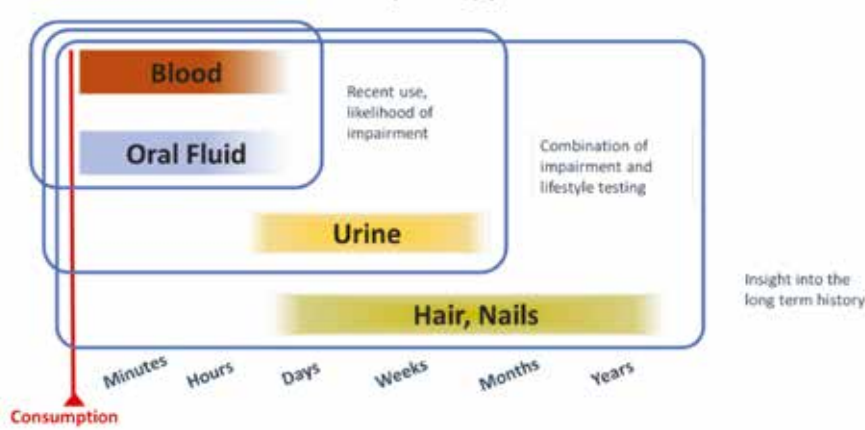 Blood
Recent use,
likelihood of
impairment
Oral Fluid
Combination of
impairment and
lifestyle testing
Urine
Insight into the
long term history
Hair, Nails
Minutes
Hours
Days
Weeks
Months
Years
Consumption